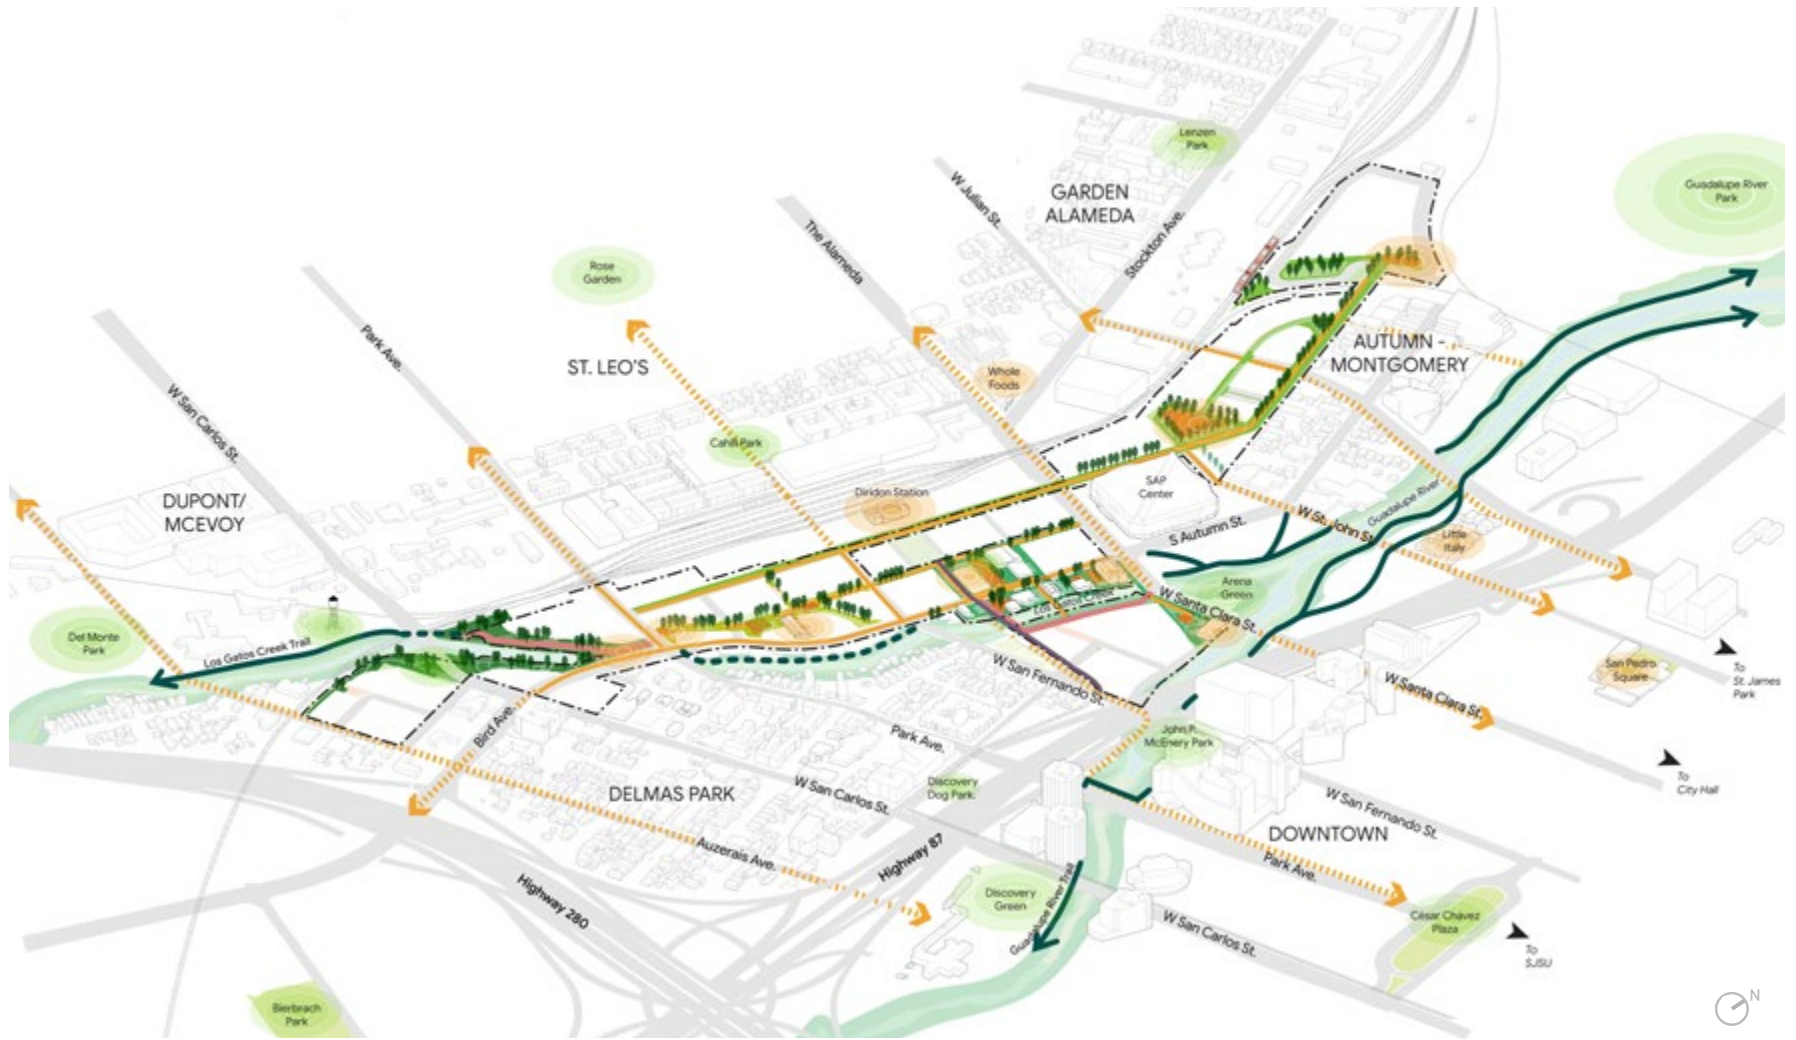 Lenzen
Park
GARDEN
ALAMEDA
W Julian St.
Stockton Ave.
The Alameda
Guadalupe River
Park
Rose
Garden
Park Ave.
ST. LEO'S
AUTUMN -
MONTGOMERY
Whole
Foods
W San Carlos St.
Cahill Park
DUPONT/
MCEVOY
Diridon Station
SAP
Center
Guadalupe River
S Autumn St.
W St. John St.
Little
Italy
Arena
Green
Los Gatos Creek
W Santa Clara St.
Del Monte
Park
Los Gatos Creek Trail
W San Fernando St.
San Pedro
Square
To
St. James
Park
W Santa Clara St.
Bird Ave.
Park Ave.
John P.
McEnery Park
To
City Hall
DELMAS PARK
W San Carlos St.
Discovery
Dog Park.
W San Fernando St.
DOWNTOWN
Auzerais Ave.
Highway 87
Park Ave.
Highway 280
Discovery
Green
Guadalupe River Trail
César Chávez
Plaza
W San Carlos St.
To
SJSU
Bierbrach
Park
N